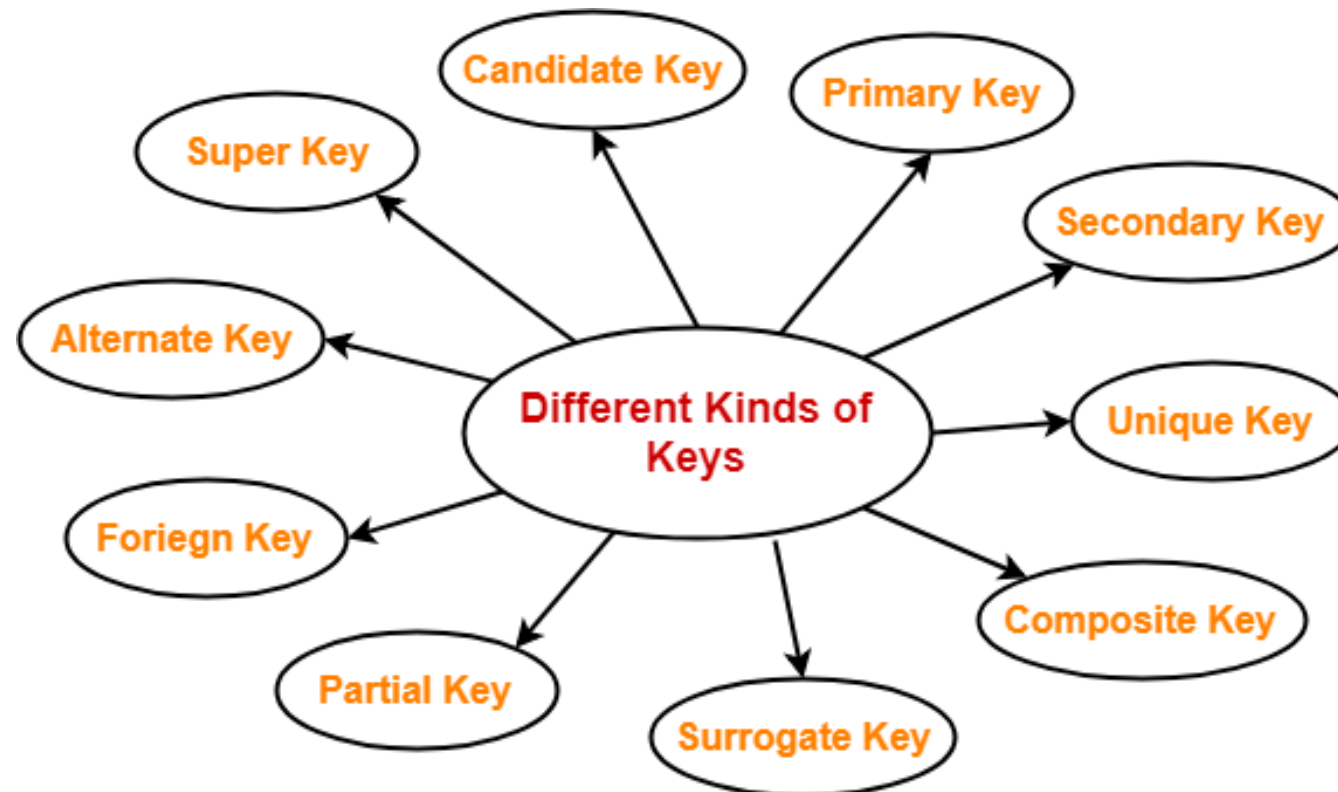 Candidate Key
Primary Key
Super Key
Secondary Key
Alternate Key
Different Kinds of
Keys
Unique Key
Foriegn Key
Composite Key
Partial Key
Surrogate Key